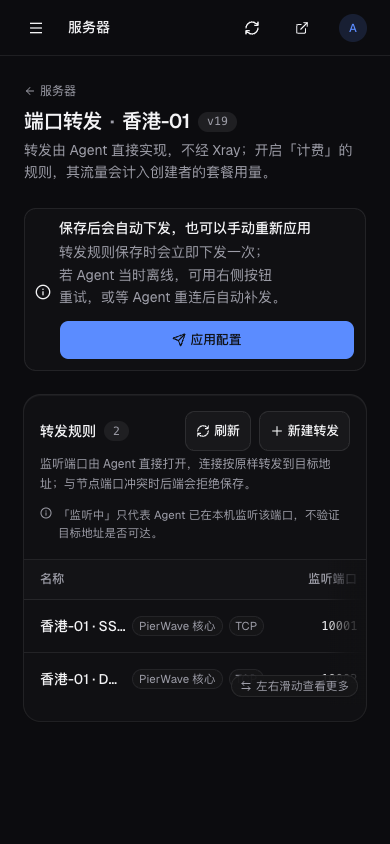 服务器
A
← 服务器
端口转发 · 香港-01 v19
转发由 Agent 直接实现，不经 Xray；开启「计费」的
规则，其流量会计入创建者的套餐用量。
保存后会自动下发，也可以手动重新应用
转发规则保存时会立即下发一次；
若 Agent 当时离线，可用右侧按钮
重试，或等 Agent 重连后自动补发。
应用配置
转发规则 2 刷新 新建转发
监听端口由 Agent 直接打开，连接按原样转发到目标地
址；与节点端口冲突时后端会拒绝保存。
「监听中」只代表 Agent 已在本机监听该端口，不验证
目标地址是否可达。
名称 监听端口
香港-01 · SS... PierWave 核心 TCP 10001
香港-01 · D... PierWave 核心
左右滑动查看更多